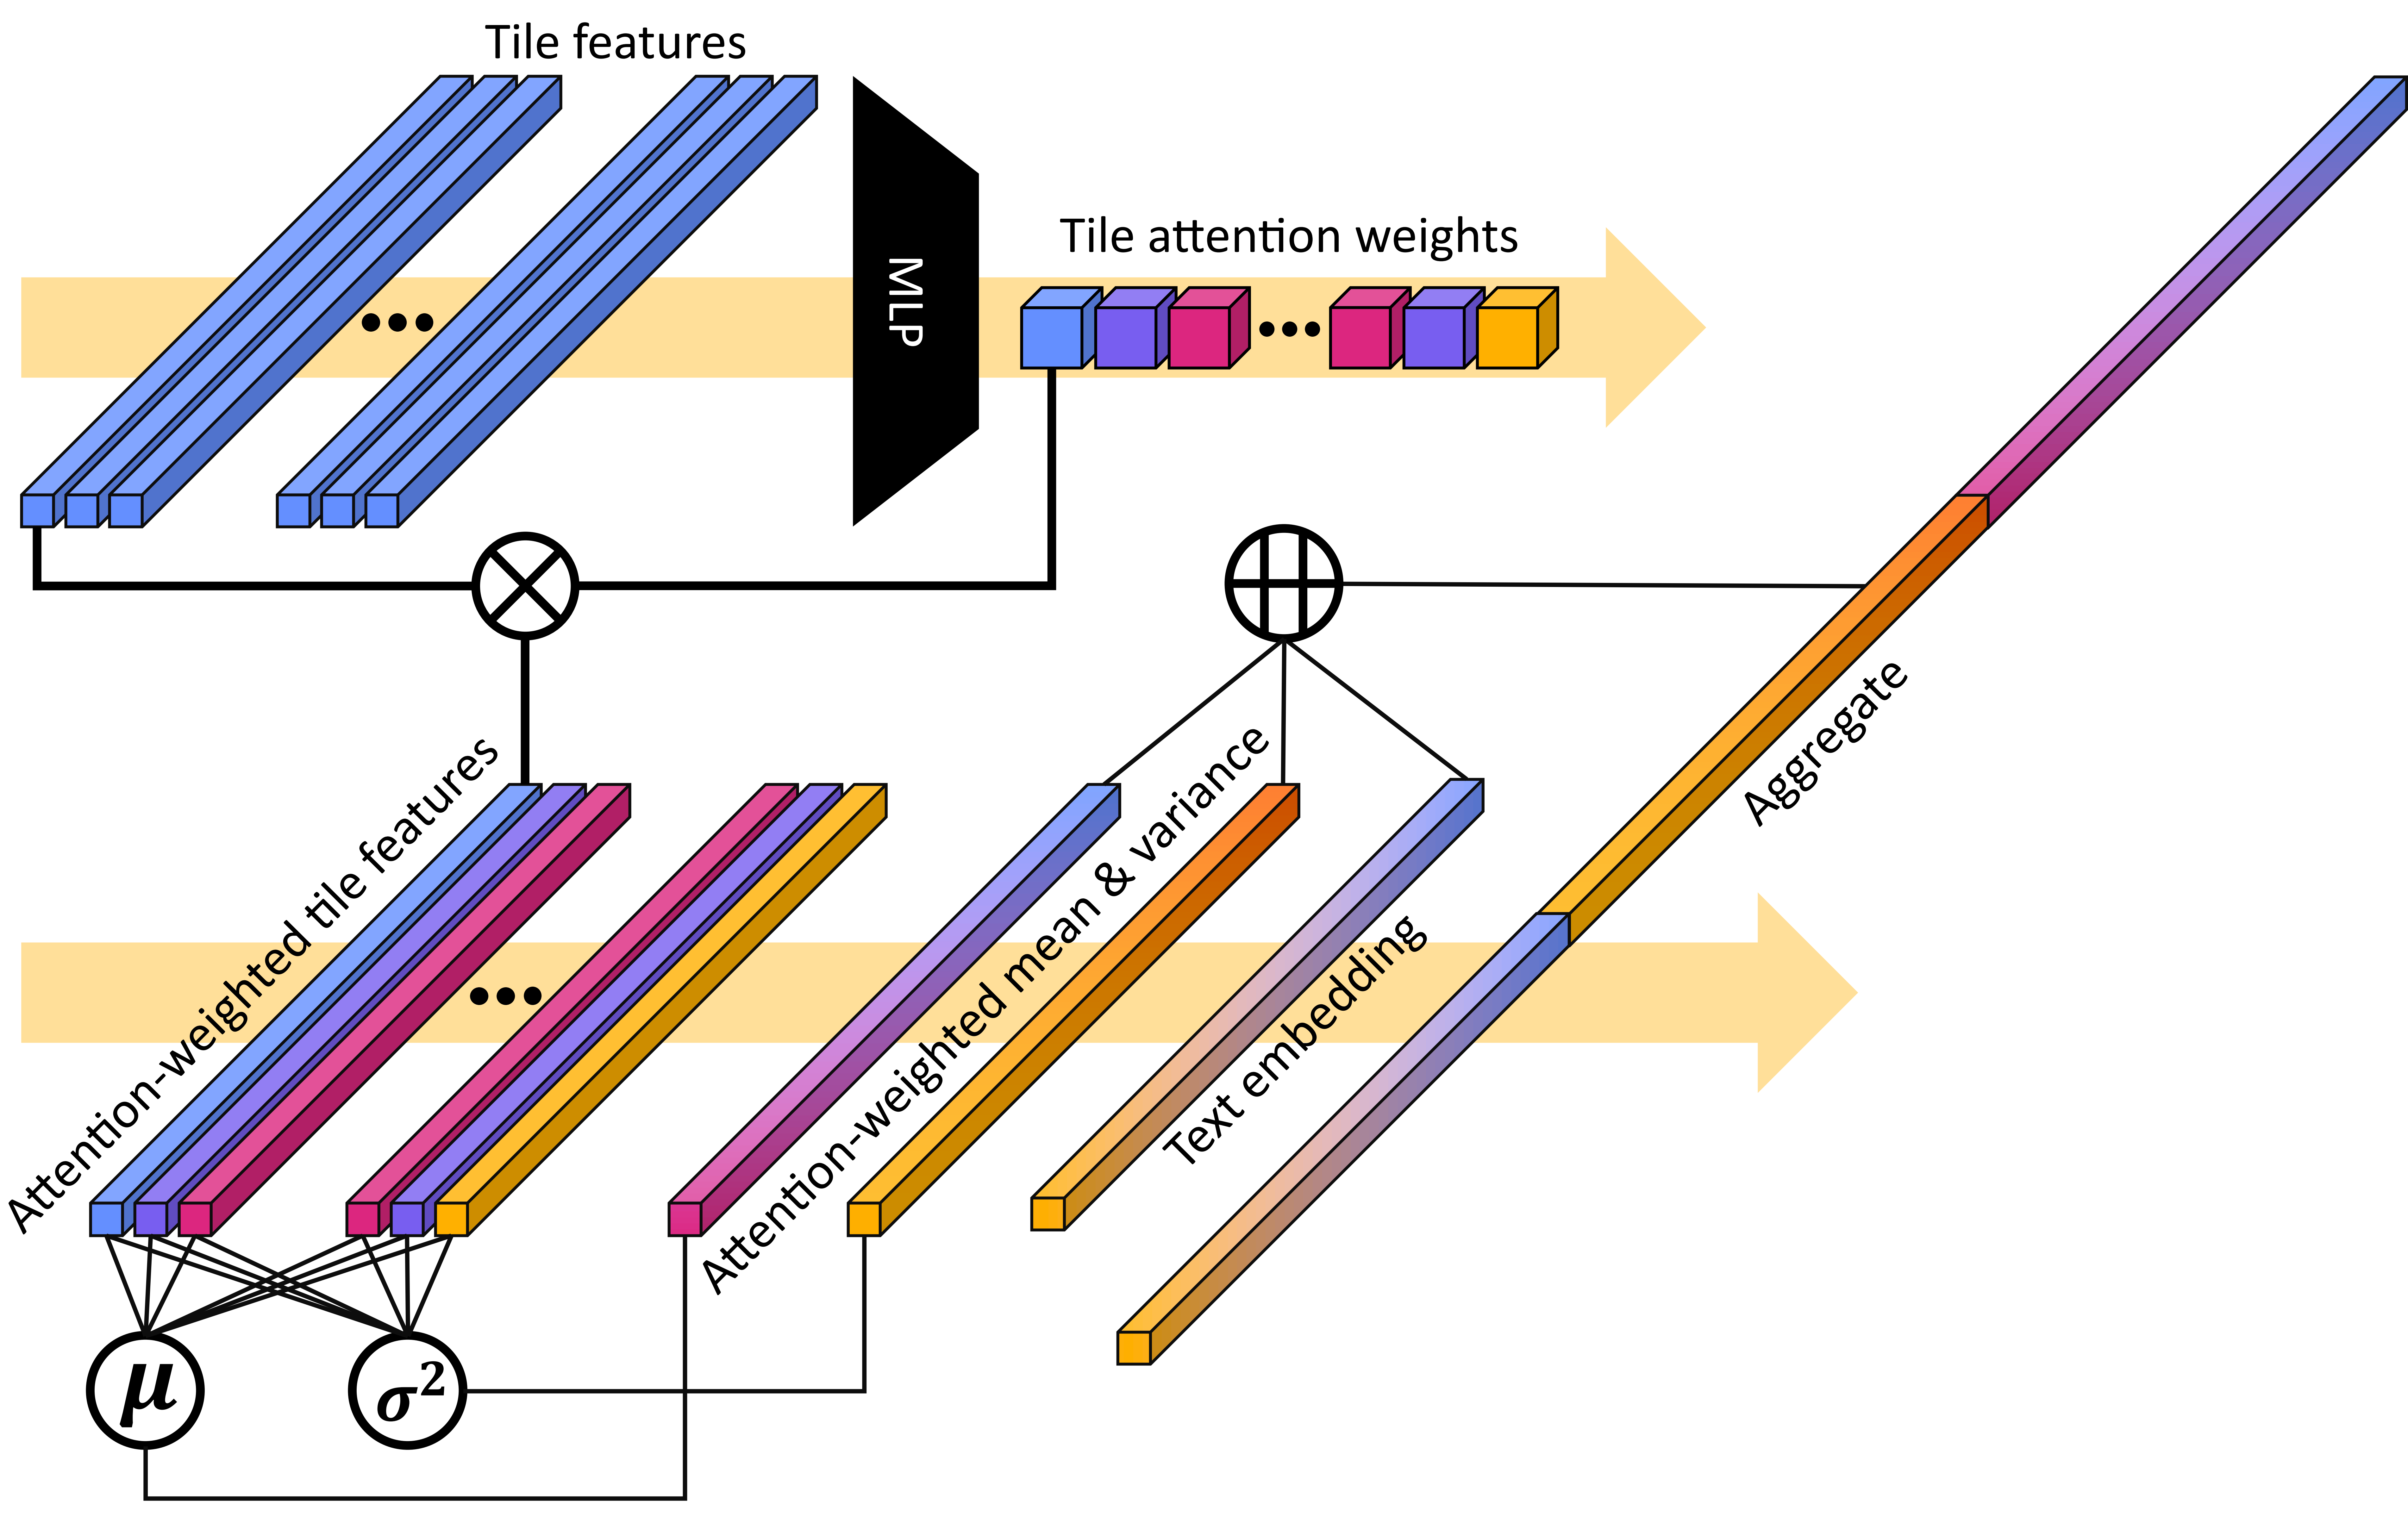 Tile features
MLP
Tile attention weights
Attention-weighted tile features
Attention-weighted mean & variance
Text embedding
Aggregate
μ
σ²